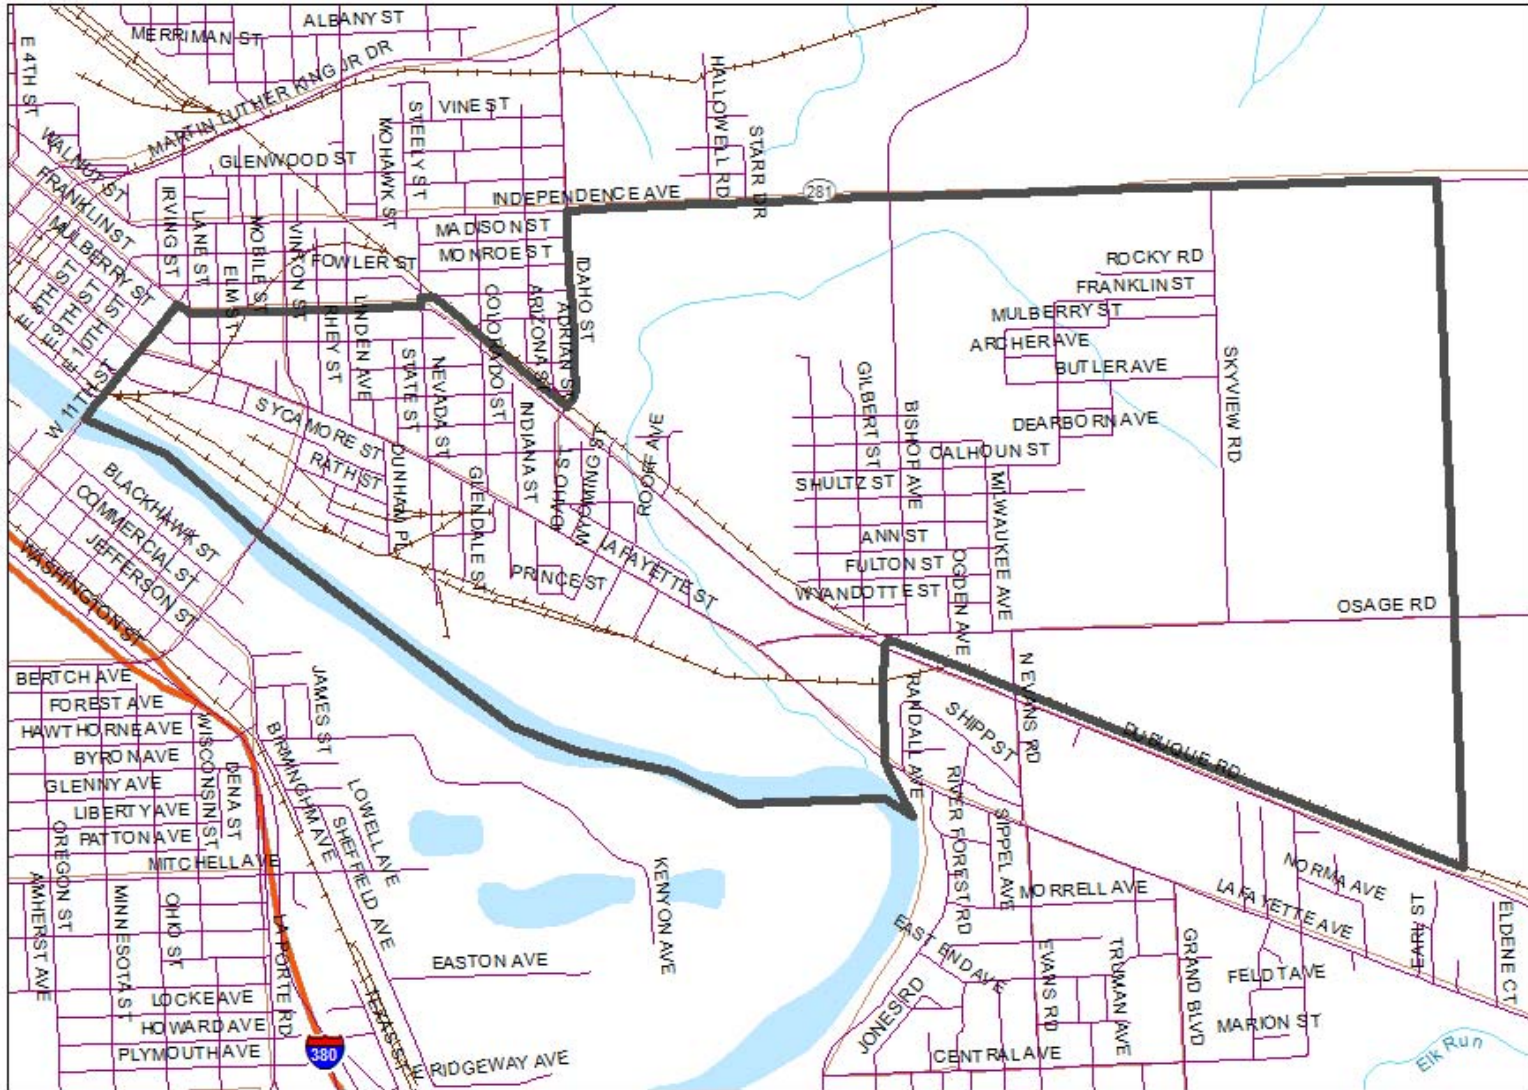 ALBANY ST
MERRIMAN ST
E 4TH ST
MARTIN LUTHER KING JR DR
HALLOWELL RD
VINE ST
STEELY ST
MOHAWK ST
STARR DR
WALNUT ST
GLENWOOD ST
FRANKLIN ST
INDEPENDENCE AVE
281
IRVING ST
LANE ST
MOBILE ST
VINTON ST
MADISON ST
MULBERRY ST
MONROE ST
FOWLER ST
ELM ST
IDAHO ST
ROCKY RD
FRANKLIN ST
E 9TH ST
E 10TH ST
COLORADO ST
ARIZONA ST
ADRIAN ST
LINDEN AVE
RHEY ST
MULBERRY ST
ARCHER AVE
SKYVIEW RD
BUTLER AVE
STATE ST
NEVADA ST
GILBERT ST
W 11TH ST
SYCAMORE ST
INDIANA ST
BISHOP AVE
DEARBORN AVE
ROOFF AVE
WYOMING ST
OHIO ST
CALHOUN ST
RATH ST
DUNHAM PL
GLENDALE ST
SHULTZ ST
MILWAUKEE AVE
BLACKHAWK ST
COMMERCIAL ST
JEFFERSON ST
WASHINGTON ST
LAFAYETTE ST
ANN ST
FULTON ST
OGDEN AVE
PRINCE ST
WYANDOTTE ST
OSAGE RD
BERTCH AVE
JAMES ST
RANDALL AVE
SHIPP ST
N EVANS RD
FOREST AVE
HAWTHORNE AVE
WISCONSIN ST
BIRMINGHAM AVE
DUBUQUE RD
BYRON AVE
GLENNY AVE
DENA ST
LOWELL AVE
SHEFFIELD AVE
RIVER FOREST RD
SIPPEL AVE
LIBERTY AVE
PATTON AVE
OREGON ST
MITCHELL AVE
KENYON AVE
NORMA AVE
AMHERST AVE
MINNESOTA ST
OHIO ST
MORRELL AVE
LAFAYETTE AVE
EARL ST
ELDENE CT
LA PORTE RD
EAST END AVE
EVANS RD
TRUMAN AVE
GRAND BLVD
EASTON AVE
FELDT AVE
LOCKE AVE
TEXAS ST
JONES RD
HOWARD AVE
MARION ST
PLYMOUTH AVE
380
E RIDGEWAY AVE
CENTRAL AVE
Elk Run